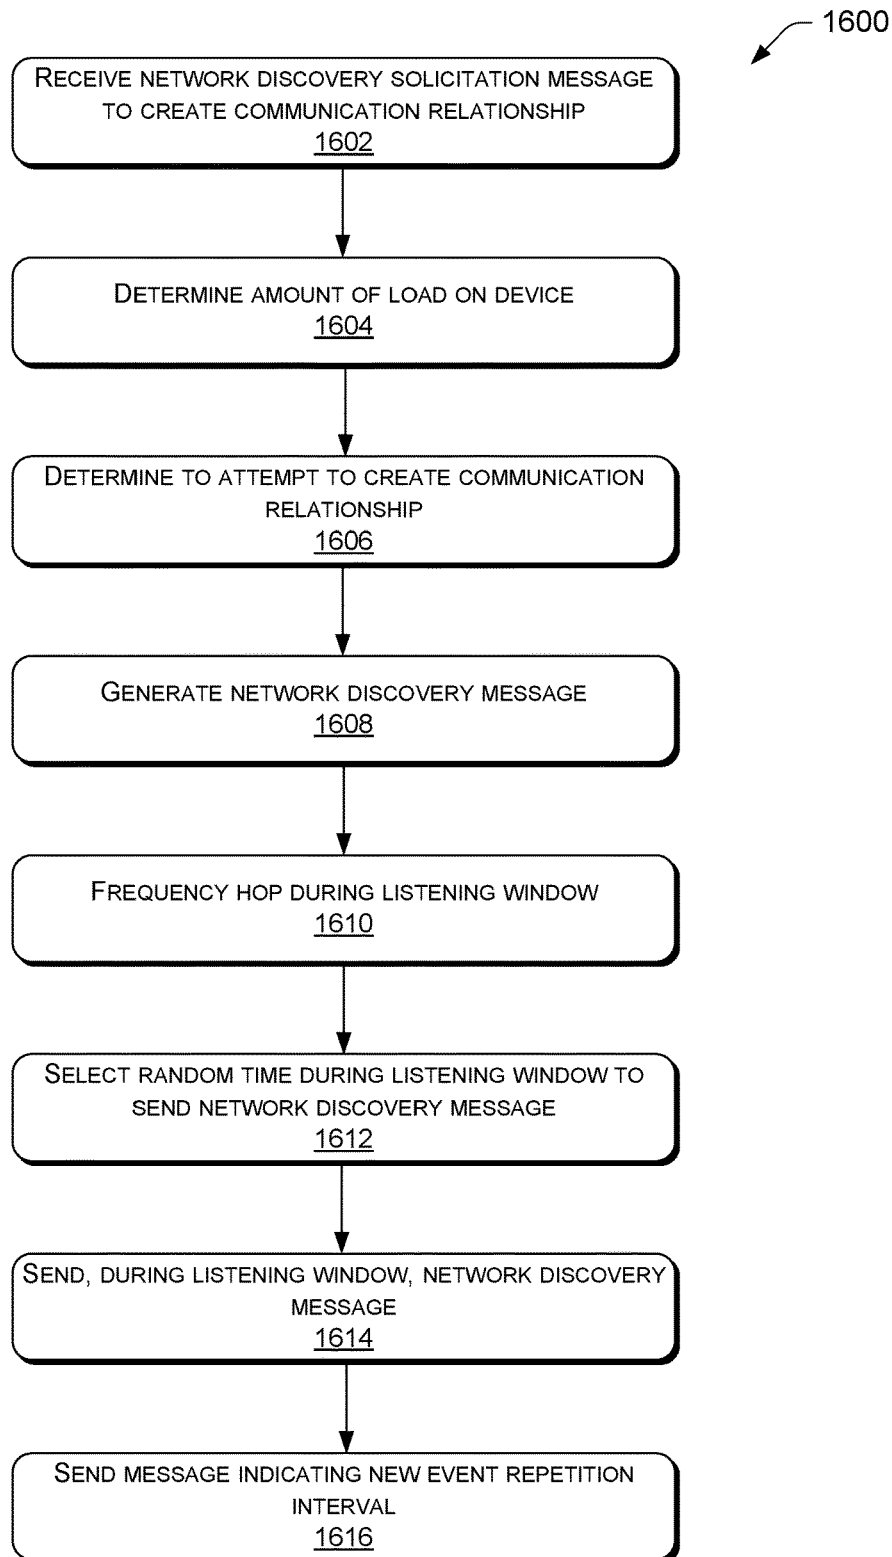 1600
RECEIVE NETWORK DISCOVERY SOLICITATION MESSAGE
TO CREATE COMMUNICATION RELATIONSHIP
1602
DETERMINE AMOUNT OF LOAD ON DEVICE
1604
DETERMINE TO ATTEMPT TO CREATE COMMUNICATION
RELATIONSHIP
1606
GENERATE NETWORK DISCOVERY MESSAGE
1608
FREQUENCY HOP DURING LISTENING WINDOW
1610
SELECT RANDOM TIME DURING LISTENING WINDOW TO
SEND NETWORK DISCOVERY MESSAGE
1612
SEND, DURING LISTENING WINDOW, NETWORK DISCOVERY
MESSAGE
1614
SEND MESSAGE INDICATING NEW EVENT REPETITION
INTERVAL
1616